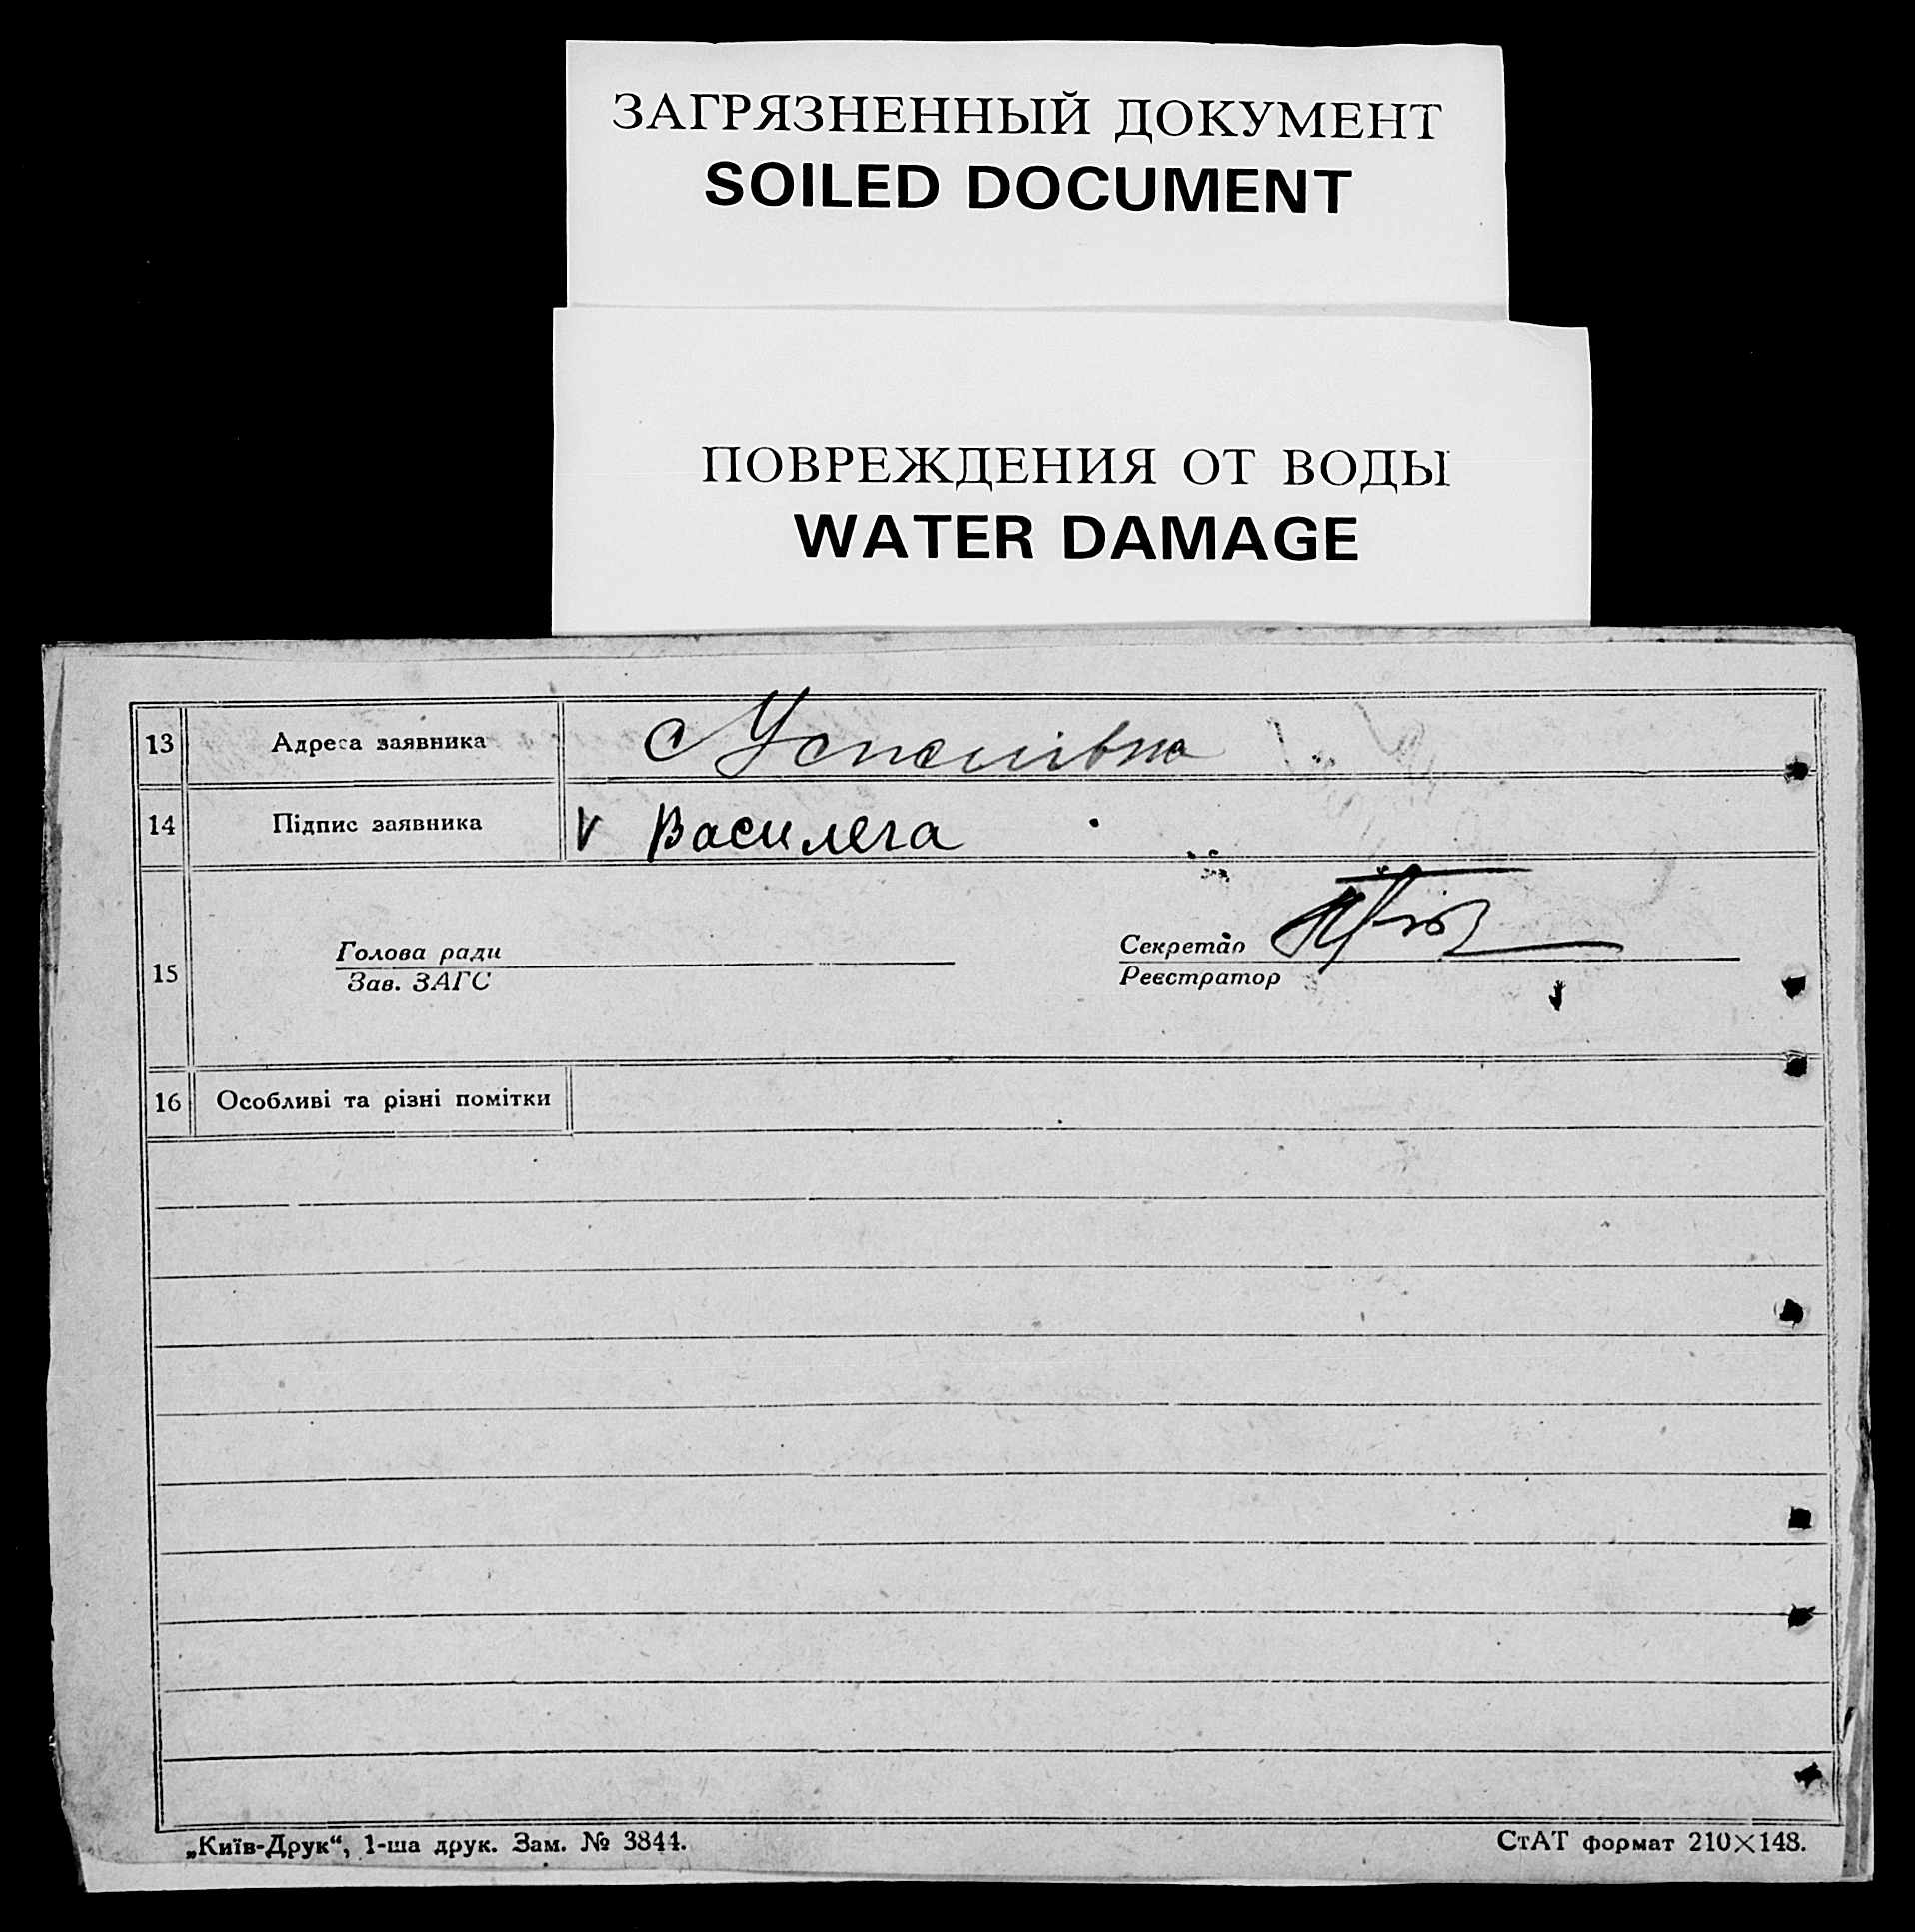 ЗАГРЯЗНЕННЫЙ ДОКУМЕНТ
SOILED DOCUMENT
ПОВРЕЖДЕНИЯ ОТ ВОДЫ
WATER DAMAGE
13 Адреса заявника с
14 Підпис заявника V Василега
15 Голова ради Секретар
Зав. ЗАГС Реєстратор
16 Особливі та різні помітки
„Київ-Друк“, 1-ша друк. Зам. № 3844. СтАТ формат 210×148.